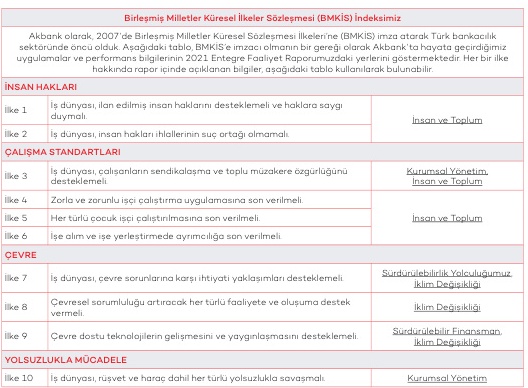 Birleşmiş Milletler Küresel İlkeler Sözleşmesi (BMKİS) İndeksimiz
Akbank olarak, 2007'de Birleşmiş Milletler Küresel Sözleşmesi İlkeleri'ne (BMKİS) imza atarak Türk bankacılık
sektöründe öncü olduk. Aşağıdaki tablo, BMKİS'e imzacı olmanın bir gereği olarak Akbank'ta hayata geçirdiğimiz
uygulamalar ve performans bilgilerinin 2021 Entegre Faaliyet Raporumuzdaki yerlerini göstermektedir. Her bir ilke
hakkında rapor içinde açıklanan bilgiler, aşağıdaki tablo kullanılarak bulunabilir.
İNSAN HAKLARI
İlke 1
İş dünyası, ilan edilmiş insan haklarını desteklemeli ve haklara saygı
duymalı.
İnsan ve Toplum
İlke 2
İş dünyası, insan hakları ihlallerinin suç ortağı olmamalı.
ÇALIŞMA STANDARTLARI
İlke 3
İş dünyası, çalışanların sendikalaşma ve toplu müzakere özgürlüğünü
desteklemeli.
Kurumsal Yönetim,
İnsan ve Toplum
İlke 4
Zorla ve zorunlu işçi çalıştırma uygulamasına son verilmeli.
İlke 5
Her türlü çocuk işçi çalıştırılmasına son verilmeli.
İnsan ve Toplum
İlke 6
İşe alım ve işe yerleştirmede ayrımcılığa son verilmeli.
ÇEVRE
İlke 7
İş dünyası, çevre sorunlarına karşı ihtiyati yaklaşımları desteklemeli.
Sürdürülebilirlik Yolculuğumuz,
İklim Değişikliği
İlke 8
Çevresel sorumluluğu artıracak her türlü faaliyete ve oluşuma destek
vermeli.
İklim Değişikliği
İlke 9
Çevre dostu teknolojilerin gelişmesini ve yaygınlaşmasını desteklemeli.
Sürdürülebilir Finansman,
İklim Değişikliği
YOLSUZLUKLA MÜCADELE
İlke 10
İş dünyası, rüşvet ve haraç dahil her türlü yolsuzlukla savaşmalı.
Kurumsal Yönetim